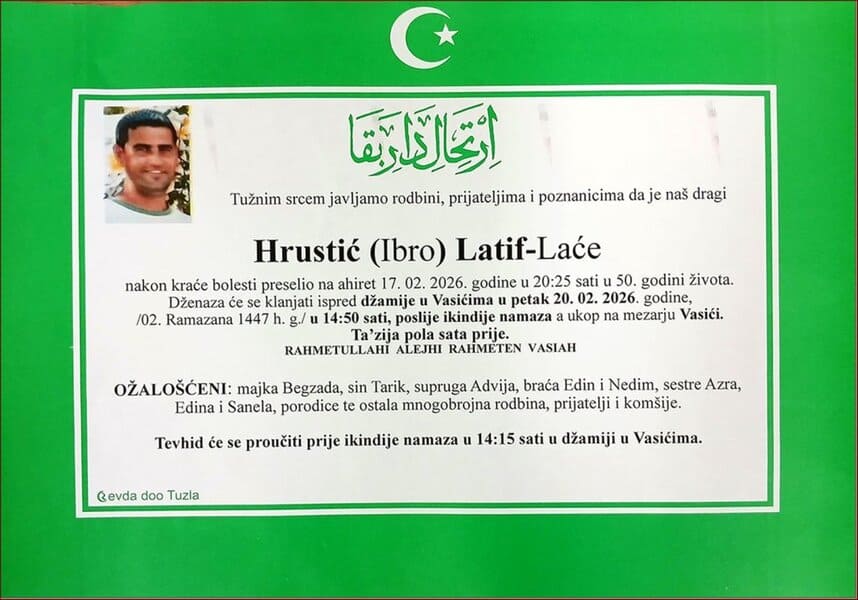 اِرْتِحَالِ دَارِ بَقَا
Tužnim srcem javljamo rodbini, prijateljima i poznanicima da je naš dragi
Hrustić (Ibro) Latif-Laće
nakon kraće bolesti preselio na ahiret 17. 02. 2026. godine u 20:25 sati u 50. godini života.
Dženaza će se klanjati ispred džamije u Vasićima u petak 20. 02. 2026. godine,
/02. Ramazana 1447 h. g./ u 14:50 sati, poslije ikindije namaza a ukop na mezarju Vasići.
Ta'zija pola sata prije.
RAHMETULLAHI ALEJHI RAHMETEN VASIAH
OŽALOŠĆENI: majka Begzada, sin Tarik, supruga Advija, braća Edin i Nedim, sestre Azra,
Edina i Sanela, porodice te ostala mnogobrojna rodbina, prijatelji i komšije.
Tevhid će se proučiti prije ikindije namaza u 14:15 sati u džamiji u Vasićima.
evda doo Tuzla